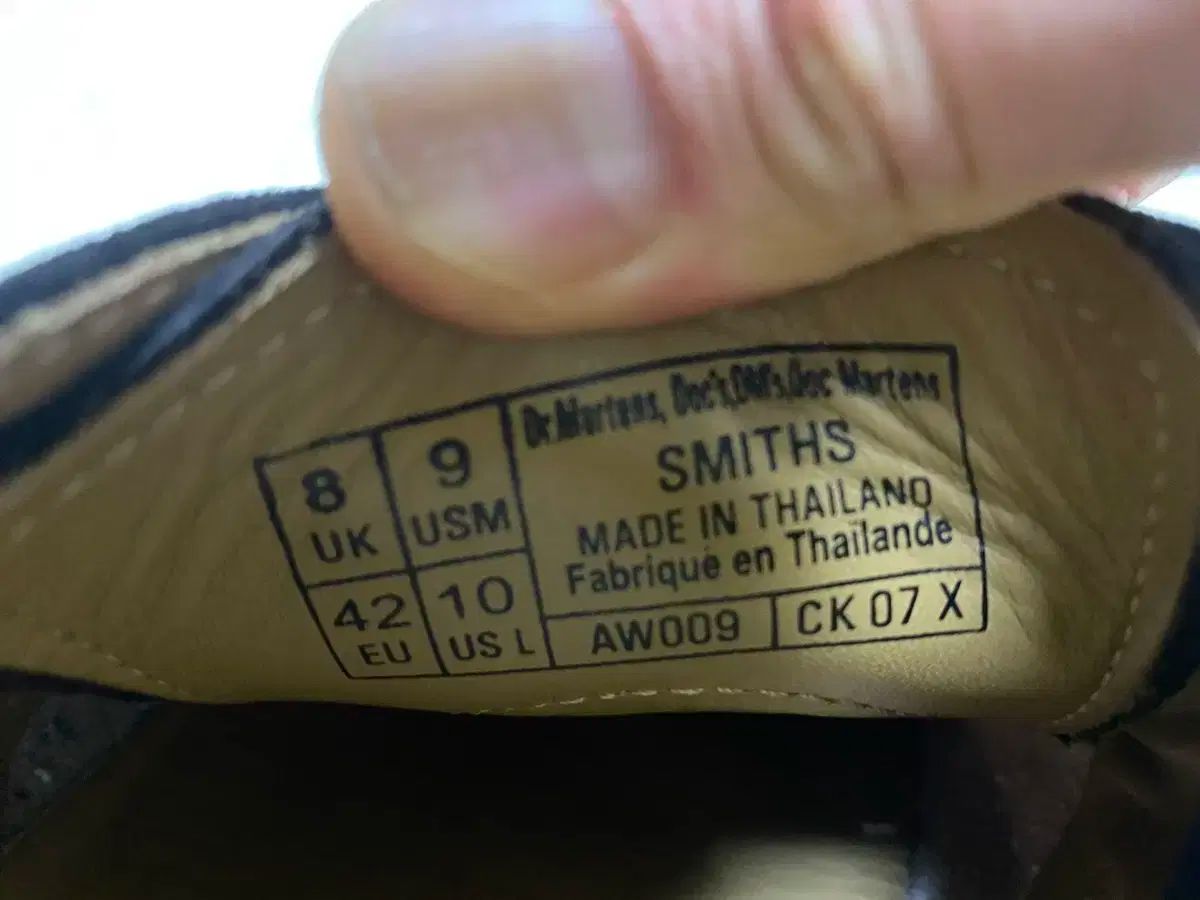 8
UK
9
USM
42
EU
10
US L
Dr.Martens, Doc's,DM's,Doc Martens
SMITHS
MADE IN THAILAND
Fabriqué en Thaïlande
AW009
CK 07 X